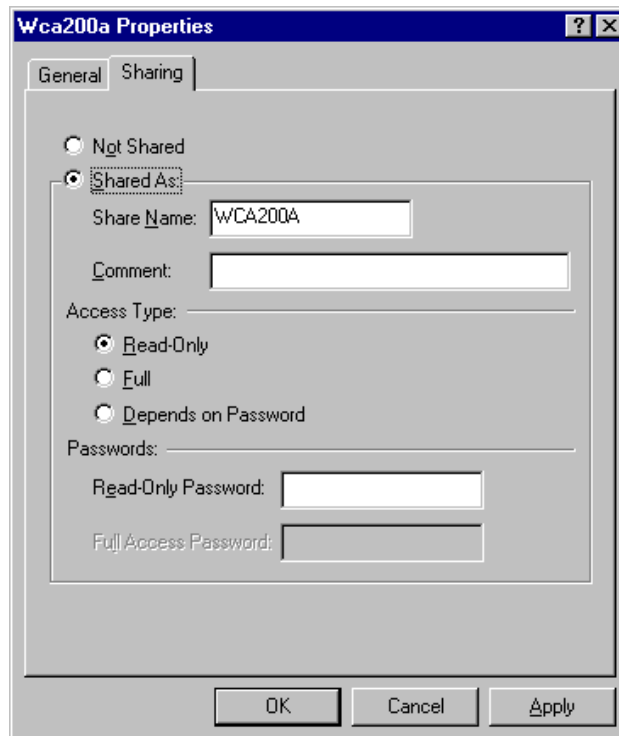 Wca200a Properties
General Sharing
Not Shared
Shared As:
Share Name: WCA200A
Comment:
Access Type:
Read-Only
Full
Depends on Password
Passwords:
Read-Only Password:
Full Access Password:
OK Cancel Apply